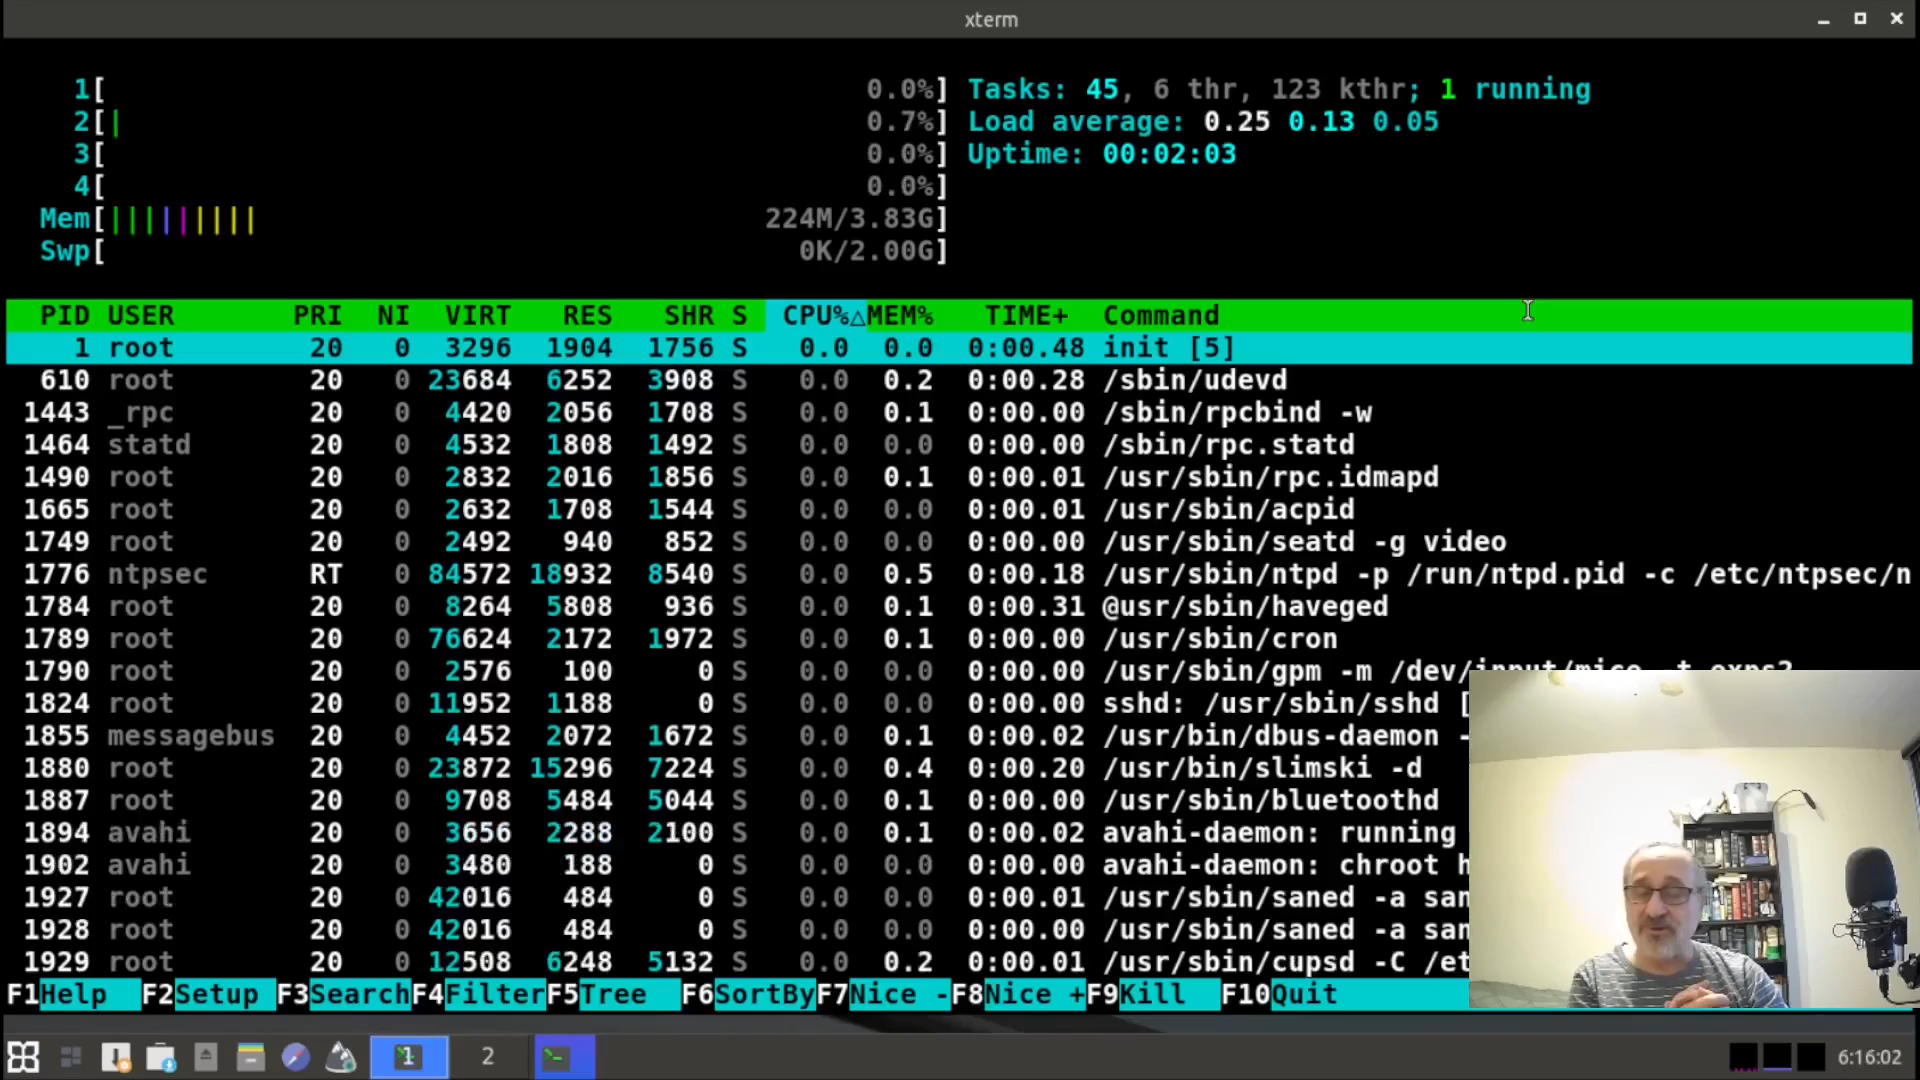 xterm
1[ 0.0%] Tasks: 45, 6 thr, 123 kthr; 1 running
2[| 0.7%] Load average: 0.25 0.13 0.05
3[ 0.0%] Uptime: 00:02:03
4[ 0.0%]
Mem[||||||||| 224M/3.83G]
Swp[ 0K/2.00G]
PID USER PRI NI VIRT RES SHR S CPU%△MEM% TIME+ Command
1 root 20 0 3296 1904 1756 S 0.0 0.0 0:00.48 init [5]
610 root 20 0 23684 6252 3908 S 0.0 0.2 0:00.28 /sbin/udevd
1443 _rpc 20 0 4420 2056 1708 S 0.0 0.1 0:00.00 /sbin/rpcbind -w
1464 statd 20 0 4532 1808 1492 S 0.0 0.0 0:00.00 /sbin/rpc.statd
1490 root 20 0 2832 2016 1856 S 0.0 0.1 0:00.01 /usr/sbin/rpc.idmapd
1665 root 20 0 2632 1708 1544 S 0.0 0.0 0:00.01 /usr/sbin/acpid
1749 root 20 0 2492 940 852 S 0.0 0.0 0:00.00 /usr/sbin/seatd -g video
1776 ntpsec RT 0 84572 18932 8540 S 0.0 0.5 0:00.18 /usr/sbin/ntpd -p /run/ntpd.pid -c /etc/ntpsec/n
1784 root 20 0 8264 5808 936 S 0.0 0.1 0:00.31 @usr/sbin/haveged
1789 root 20 0 76624 2172 1972 S 0.0 0.1 0:00.00 /usr/sbin/cron
1790 root 20 0 2576 100 0 S 0.0 0.0 0:00.00 /usr/sbin/gpm -m /dev/input/mice -t exps2
1824 root 20 0 11952 1188 0 S 0.0 0.0 0:00.00 sshd: /usr/sbin/sshd [
1855 messagebus 20 0 4452 2072 1672 S 0.0 0.1 0:00.02 /usr/bin/dbus-daemon -
1880 root 20 0 23872 15296 7224 S 0.0 0.4 0:00.20 /usr/bin/slimski -d
1887 root 20 0 9708 5484 5044 S 0.0 0.1 0:00.00 /usr/sbin/bluetoothd
1894 avahi 20 0 3656 2288 2100 S 0.0 0.1 0:00.02 avahi-daemon: running
1902 avahi 20 0 3480 188 0 S 0.0 0.0 0:00.00 avahi-daemon: chroot h
1927 root 20 0 42016 484 0 S 0.0 0.0 0:00.01 /usr/sbin/saned -a san
1928 root 20 0 42016 484 0 S 0.0 0.0 0:00.00 /usr/sbin/saned -a san
1929 root 20 0 12508 6248 5132 S 0.0 0.2 0:00.01 /usr/sbin/cupsd -C /et
F1Help F2Setup F3Search F4Filter F5Tree F6SortBy F7Nice - F8Nice + F9Kill F10Quit
1 2 6:16:02